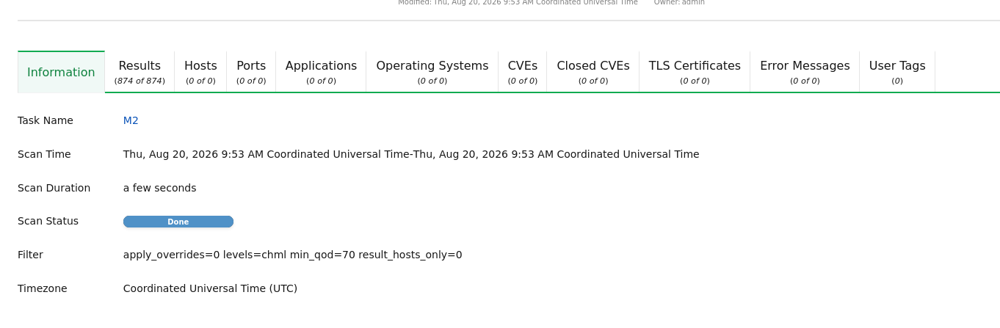 Modified: Thu, Aug 20, 2026 9:53 AM Coordinated Universal Time Owner: admin
Information Results Hosts Ports Applications Operating Systems CVEs Closed CVEs TLS Certificates Error Messages User Tags
(874 of 874) (0 of 0) (0 of 0) (0 of 0) (0 of 0) (0 of 0) (0 of 0) (0 of 0) (0 of 0) (0)
Task Name M2
Scan Time Thu, Aug 20, 2026 9:53 AM Coordinated Universal Time-Thu, Aug 20, 2026 9:53 AM Coordinated Universal Time
Scan Duration a few seconds
Scan Status Done
Filter apply_overrides=0 levels=chml min_qod=70 result_hosts_only=0
Timezone Coordinated Universal Time (UTC)